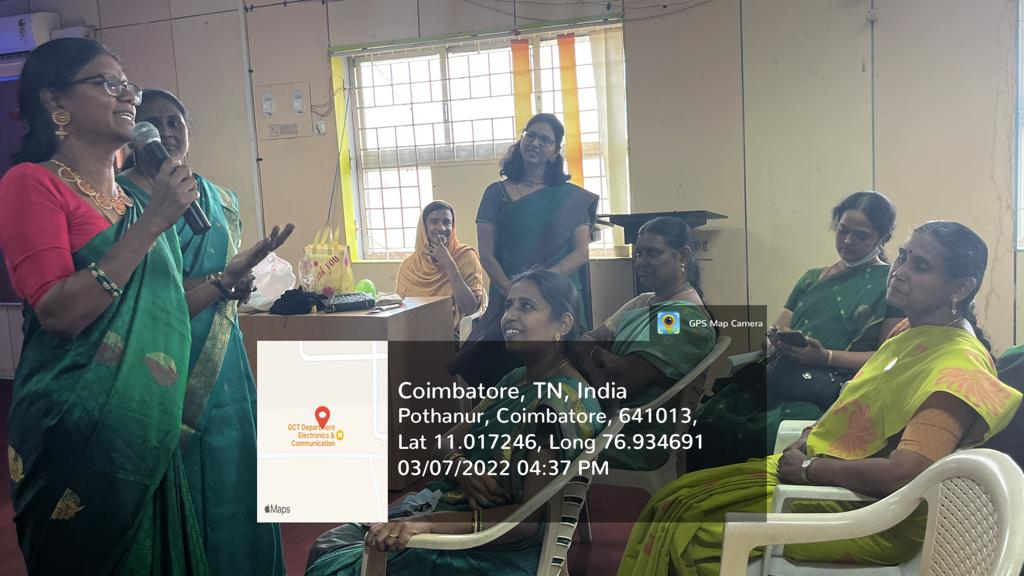 GPS Map Camera
Coimbatore, TN, India
Pothanur, Coimbatore, 641013,
Lat 11.017246, Long 76.934691
03/07/2022 04:37 PM
GCT Department
Electronics &
Communication
Maps